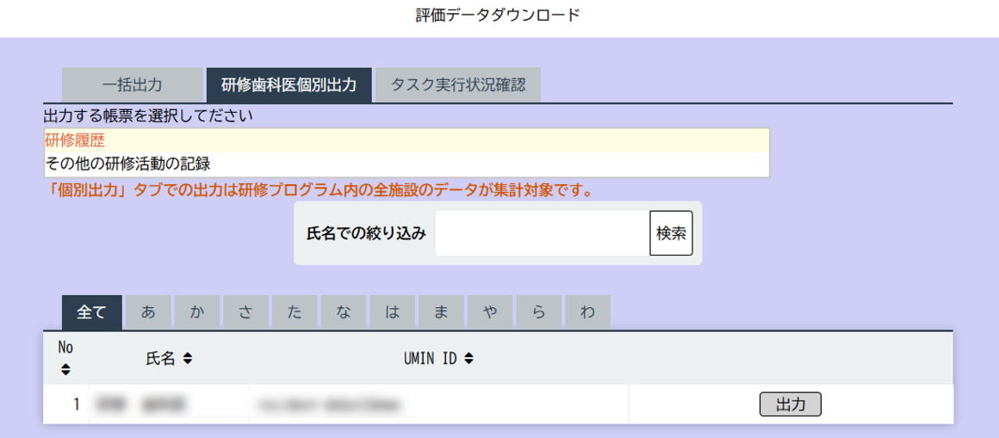 評価データダウンロード
一括出力 研修歯科医個別出力 タスク実行状況確認
出力する帳票を選択してださい
研修履歴
その他の研修活動の記録
「個別出力」タブでの出力は研修プログラム内の全施設のデータが集計対象です。
氏名での絞り込み 検索
全て あ か さ た な は ま や ら わ
No 氏名 UMIN ID
1 出力